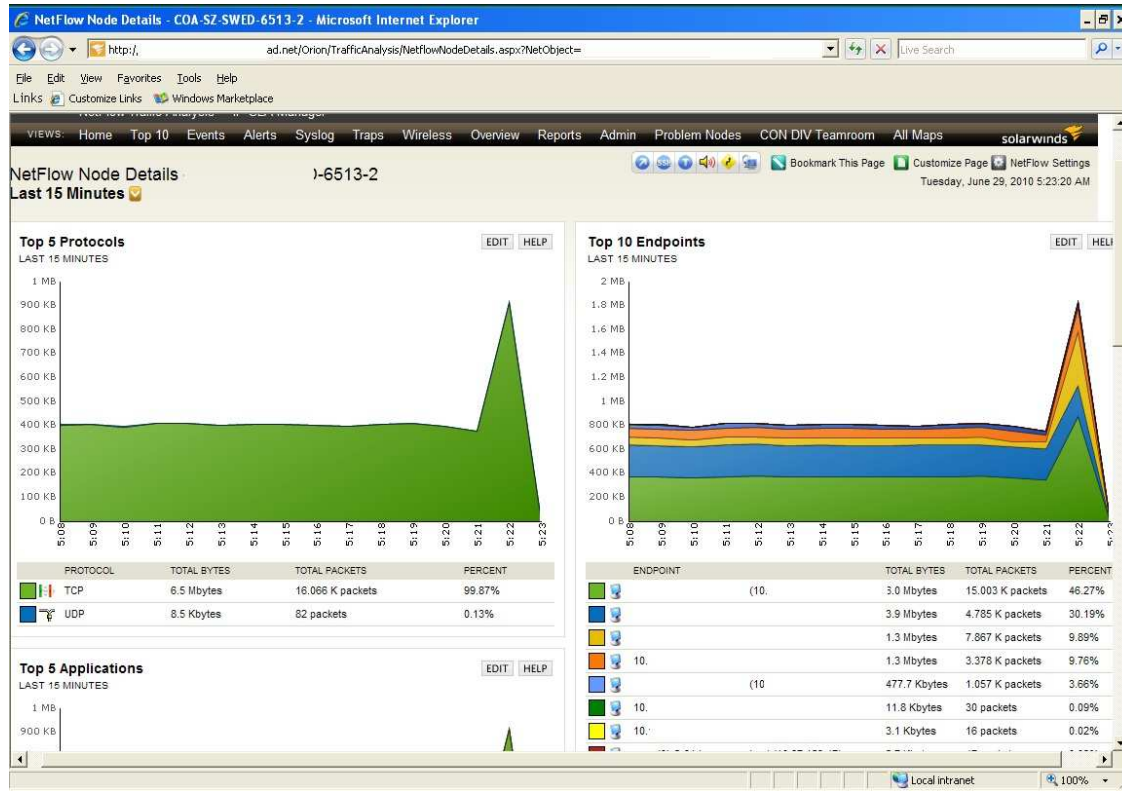 NetFlow Node Details - COA-SZ-SWED-6513-2 - Microsoft Internet Explorer
http:/, ad.net/Orion/TrafficAnalysis/NetflowNodeDetails.aspx?NetObject=
Live Search
File Edit View Favorites Tools Help
Links Customize Links Windows Marketplace
VIEWS: Home Top 10 Events Alerts Syslog Traps Wireless Overview Reports Admin Problem Nodes CON DIV Teamroom All Maps
solarwinds
Bookmark This Page Customize Page NetFlow Settings
Tuesday, June 29, 2010 5:23:20 AM
NetFlow Node Details -6513-2
Last 15 Minutes
Top 5 Protocols
EDIT HELP
LAST 15 MINUTES
1 MB
900 KB
800 KB
700 KB
600 KB
500 KB
400 KB
300 KB
200 KB
100 KB
0 B
5:08 5:09 5:10 5:11 5:12 5:13 5:14 5:15 5:16 5:17 5:18 5:19 5:20 5:21 5:22 5:23
PROTOCOL TOTAL BYTES TOTAL PACKETS PERCENT
TCP 6.5 Mbytes 16.066 K packets 99.87%
UDP 8.5 Kbytes 82 packets 0.13%
Top 5 Applications
EDIT HELP
LAST 15 MINUTES
1 MB
900 KB
Top 10 Endpoints
EDIT HEL
LAST 15 MINUTES
2 MB
1.8 MB
1.6 MB
1.4 MB
1.2 MB
1 MB
800 KB
600 KB
400 KB
200 KB
0 B
5:08 5:09 5:10 5:11 5:12 5:13 5:14 5:15 5:16 5:17 5:18 5:19 5:20 5:21 5:22 5:23
ENDPOINT TOTAL BYTES TOTAL PACKETS PERCENT
(10. 3.0 Mbytes 15.003 K packets 46.27%
3.9 Mbytes 4.785 K packets 30.19%
1.3 Mbytes 7.867 K packets 9.89%
10. 1.3 Mbytes 3.378 K packets 9.76%
(10 477.7 Kbytes 1.057 K packets 3.66%
10. 11.8 Kbytes 30 packets 0.09%
10. 3.1 Kbytes 16 packets 0.02%
Local intranet 100%